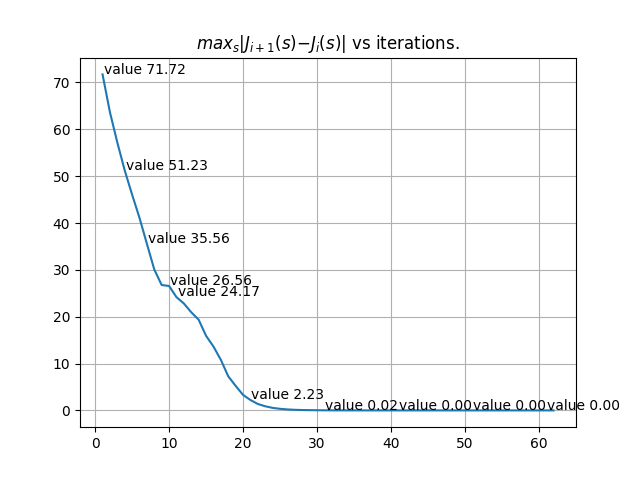 max_s|J_{i+1}(s)−J_i(s)| vs iterations.
70
60
50
40
30
20
10
0
value 71.72
value 51.23
value 35.56
value 26.56
value 24.17
value 2.23
value 0.02 value 0.00 value 0.00 value 0.00
0 10 20 30 40 50 60